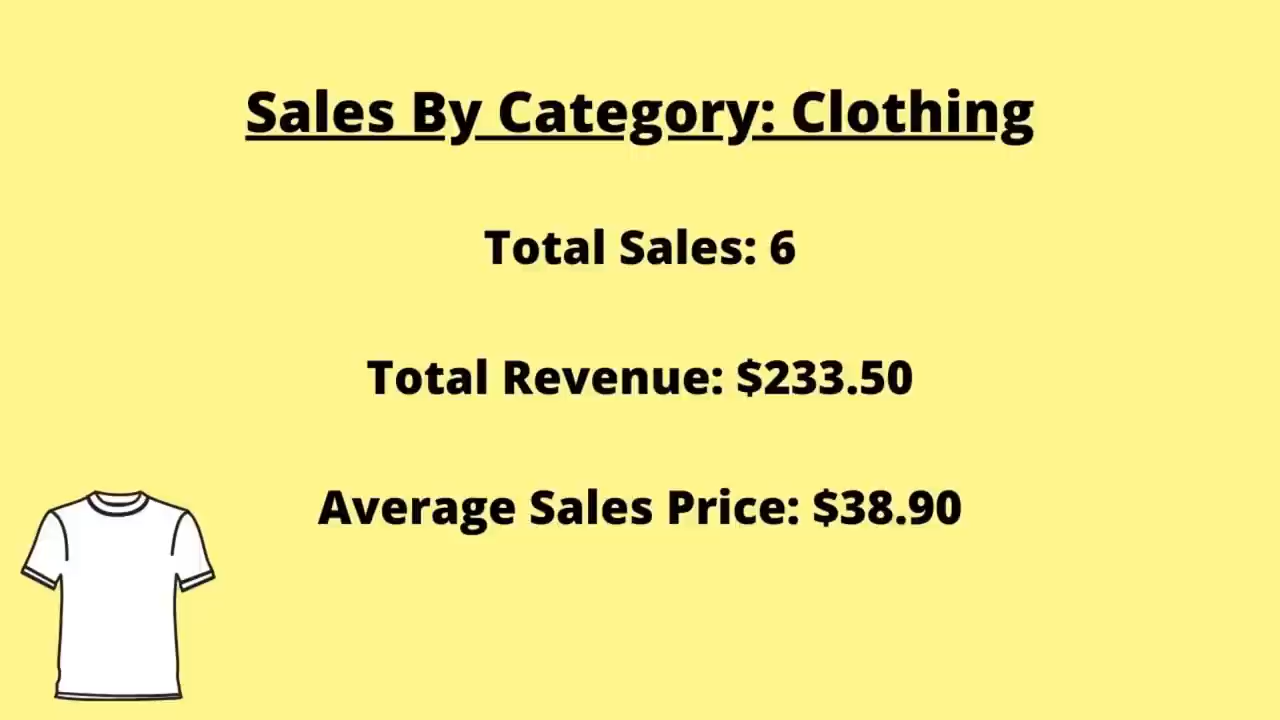 Sales By Category: Clothing
Total Sales: 6
Total Revenue: $233.50
Average Sales Price: $38.90